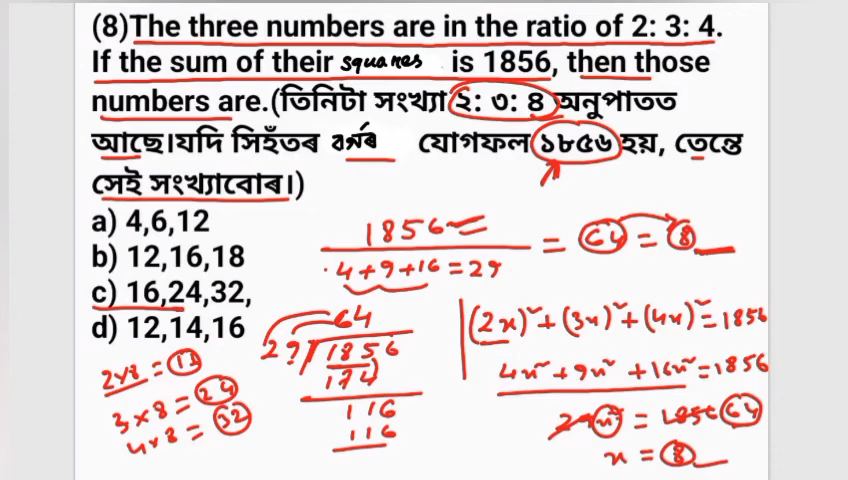 (8)The three numbers are in the ratio of 2: 3: 4.
If the sum of their squares is 1856, then those
numbers are.(তিনিটা সংখ্যা ২: ৩: ৪ অনুপাতত
আছে।যদি সিহঁতৰ বৰ্গৰ যোগফল ১৮৫৬ হয়, তেন্তে
সেই সংখ্যাবোৰ।)
a) 4,6,12
b) 12,16,18
c) 16,24,32,
d) 12,14,16
1856
4+9+16=29
= 64 = 8
64
29 1856
174
116
116
2×8 =
3×8 = 24
4×8 = 32
(2x)²+(3x)²+(4x)²=1856
4x²+9x²+16x²=1856
29x² = 1856 64
x = 8